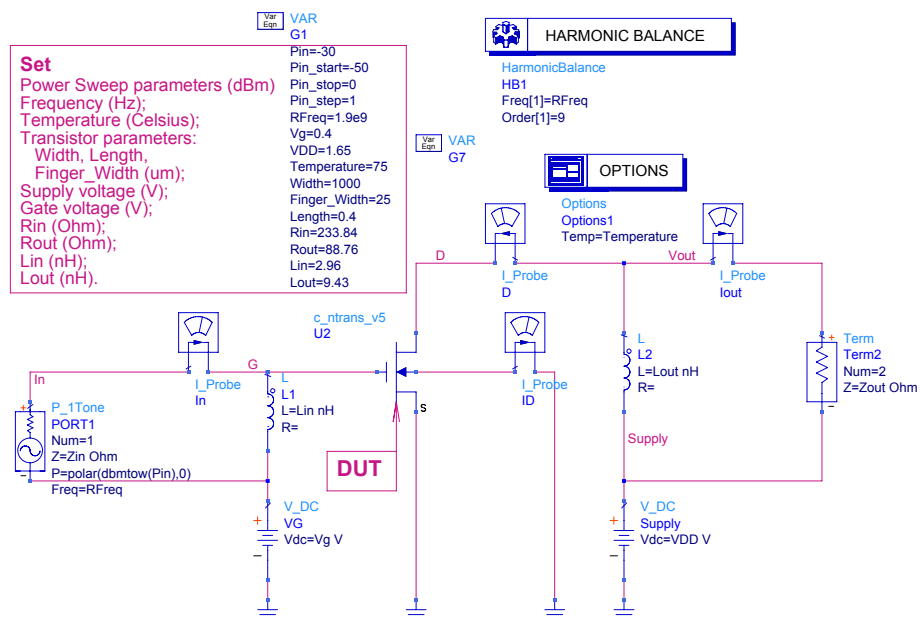 Var
Eqn
VAR
G1
Pin=-30
Pin_start=-50
Pin_stop=0
Pin_step=1
RFreq=1.9e9
Vg=0.4
VDD=1.65
Temperature=75
Width=1000
Finger_Width=25
Length=0.4
Rin=233.84
Rout=88.76
Lin=2.96
Lout=9.43
Set
Power Sweep parameters (dBm)
Frequency (Hz);
Temperature (Celsius);
Transistor parameters:
Width, Length,
Finger_Width (um);
Supply voltage (V);
Gate voltage (V);
Rin (Ohm);
Rout (Ohm);
Lin (nH);
Lout (nH).
Var
Eqn
VAR
G7
HARMONIC BALANCE
HarmonicBalance
HB1
Freq[1]=RFreq
Order[1]=9
OPTIONS
Options
Options1
Temp=Temperature
D
I_Probe
D
Vout
I_Probe
Iout
c_ntrans_v5
U2
In
I_Probe
In
G
L
L1
L=Lin nH
R=
S
I_Probe
ID
L
L2
L=Lout nH
R=
Term
Term2
Num=2
Z=Zout Ohm
+
-
+
P_1Tone
PORT1
Num=1
Z=Zin Ohm
P=polar(dbmtow(Pin),0)
Freq=RFreq
-
DUT
Supply
+
V_DC
VG
Vdc=Vg V
-
+
V_DC
Supply
Vdc=VDD V
-